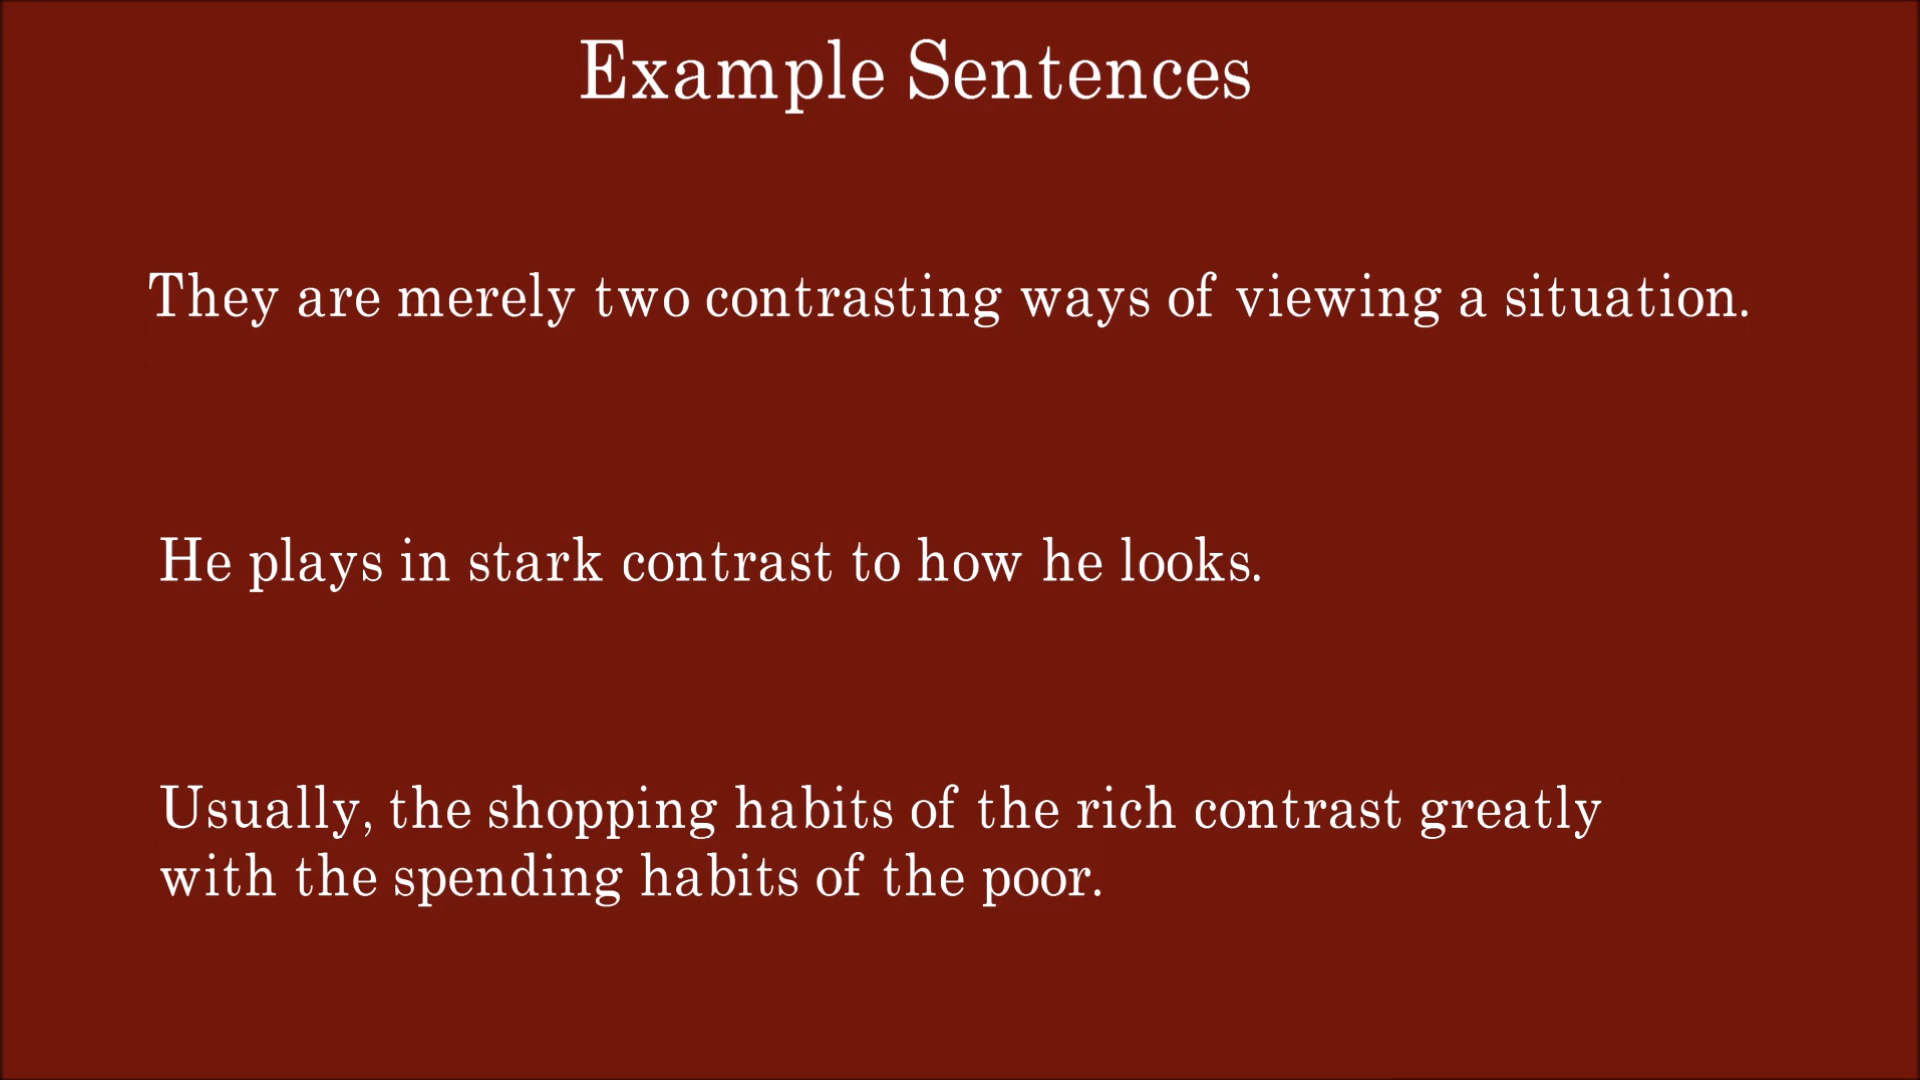 Example Sentences
They are merely two contrasting ways of viewing a situation.
He plays in stark contrast to how he looks.
Usually, the shopping habits of the rich contrast greatly
with the spending habits of the poor.